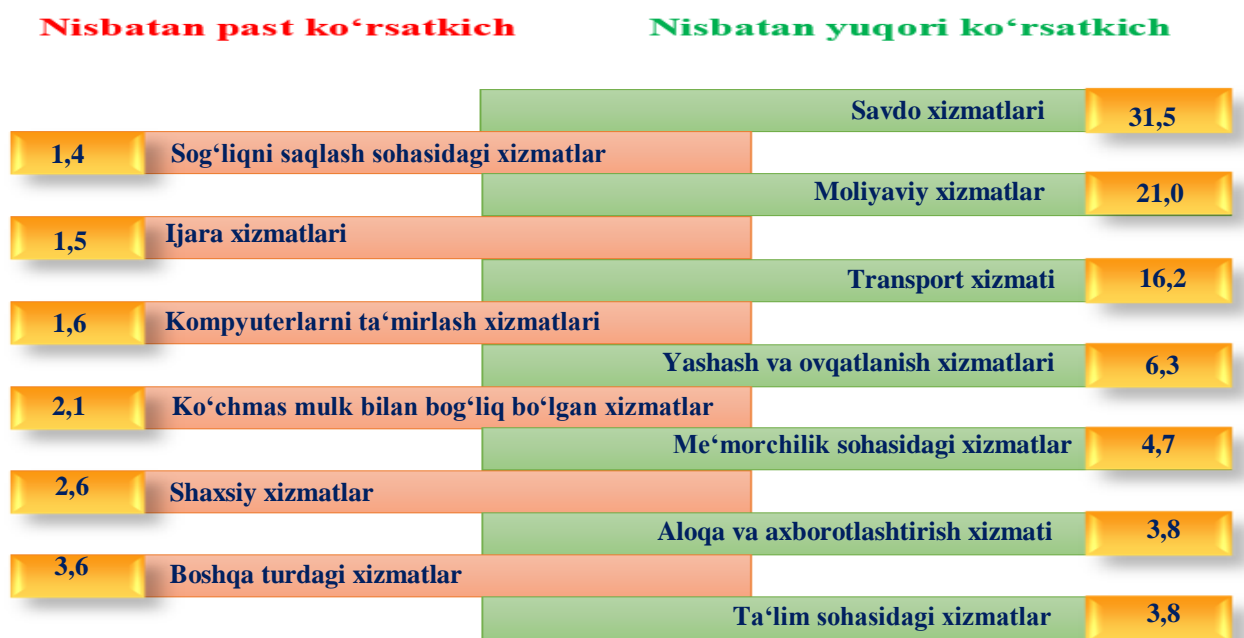 Nisbatan past ko‘rsatkich
Nisbatan yuqori ko‘rsatkich
Savdo xizmatlari 31,5
1,4 Sog‘liqni saqlash sohasidagi xizmatlar
Moliyaviy xizmatlar 21,0
1,5 Ijara xizmatlari
Transport xizmati 16,2
1,6 Kompyuterlarni ta‘mirlash xizmatlari
Yashash va ovqatlanish xizmatlari 6,3
2,1 Ko‘chmas mulk bilan bog‘liq bo‘lgan xizmatlar
Me‘morchilik sohasidagi xizmatlar 4,7
2,6 Shaxsiy xizmatlar
Aloqa va axborotlashtirish xizmati 3,8
3,6 Boshqa turdagi xizmatlar
Ta‘lim sohasidagi xizmatlar 3,8